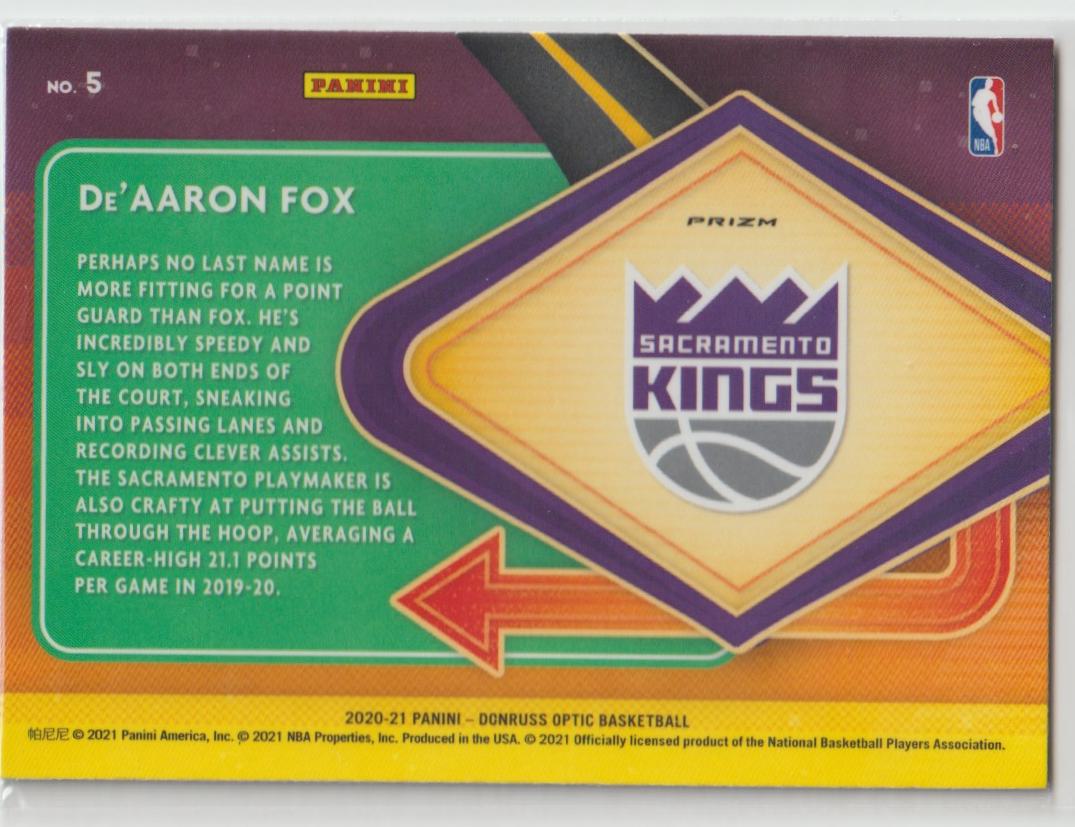 NO. 5
PANINI
NBA
DE'AARON FOX
PERHAPS NO LAST NAME IS
MORE FITTING FOR A POINT
GUARD THAN FOX. HE'S
INCREDIBLY SPEEDY AND
SLY ON BOTH ENDS OF
THE COURT, SNEAKING
INTO PASSING LANES AND
RECORDING CLEVER ASSISTS.
THE SACRAMENTO PLAYMAKER IS
ALSO CRAFTY AT PUTTING THE BALL
THROUGH THE HOOP, AVERAGING A
CAREER-HIGH 21.1 POINTS
PER GAME IN 2019-20.
PRIZM
SACRAMENTO
KINGS
2020-21 PANINI – DONRUSS OPTIC BASKETBALL
帕尼尼 © 2021 Panini America, Inc. © 2021 NBA Properties, Inc. Produced in the USA. © 2021 Officially licensed product of the National Basketball Players Association.